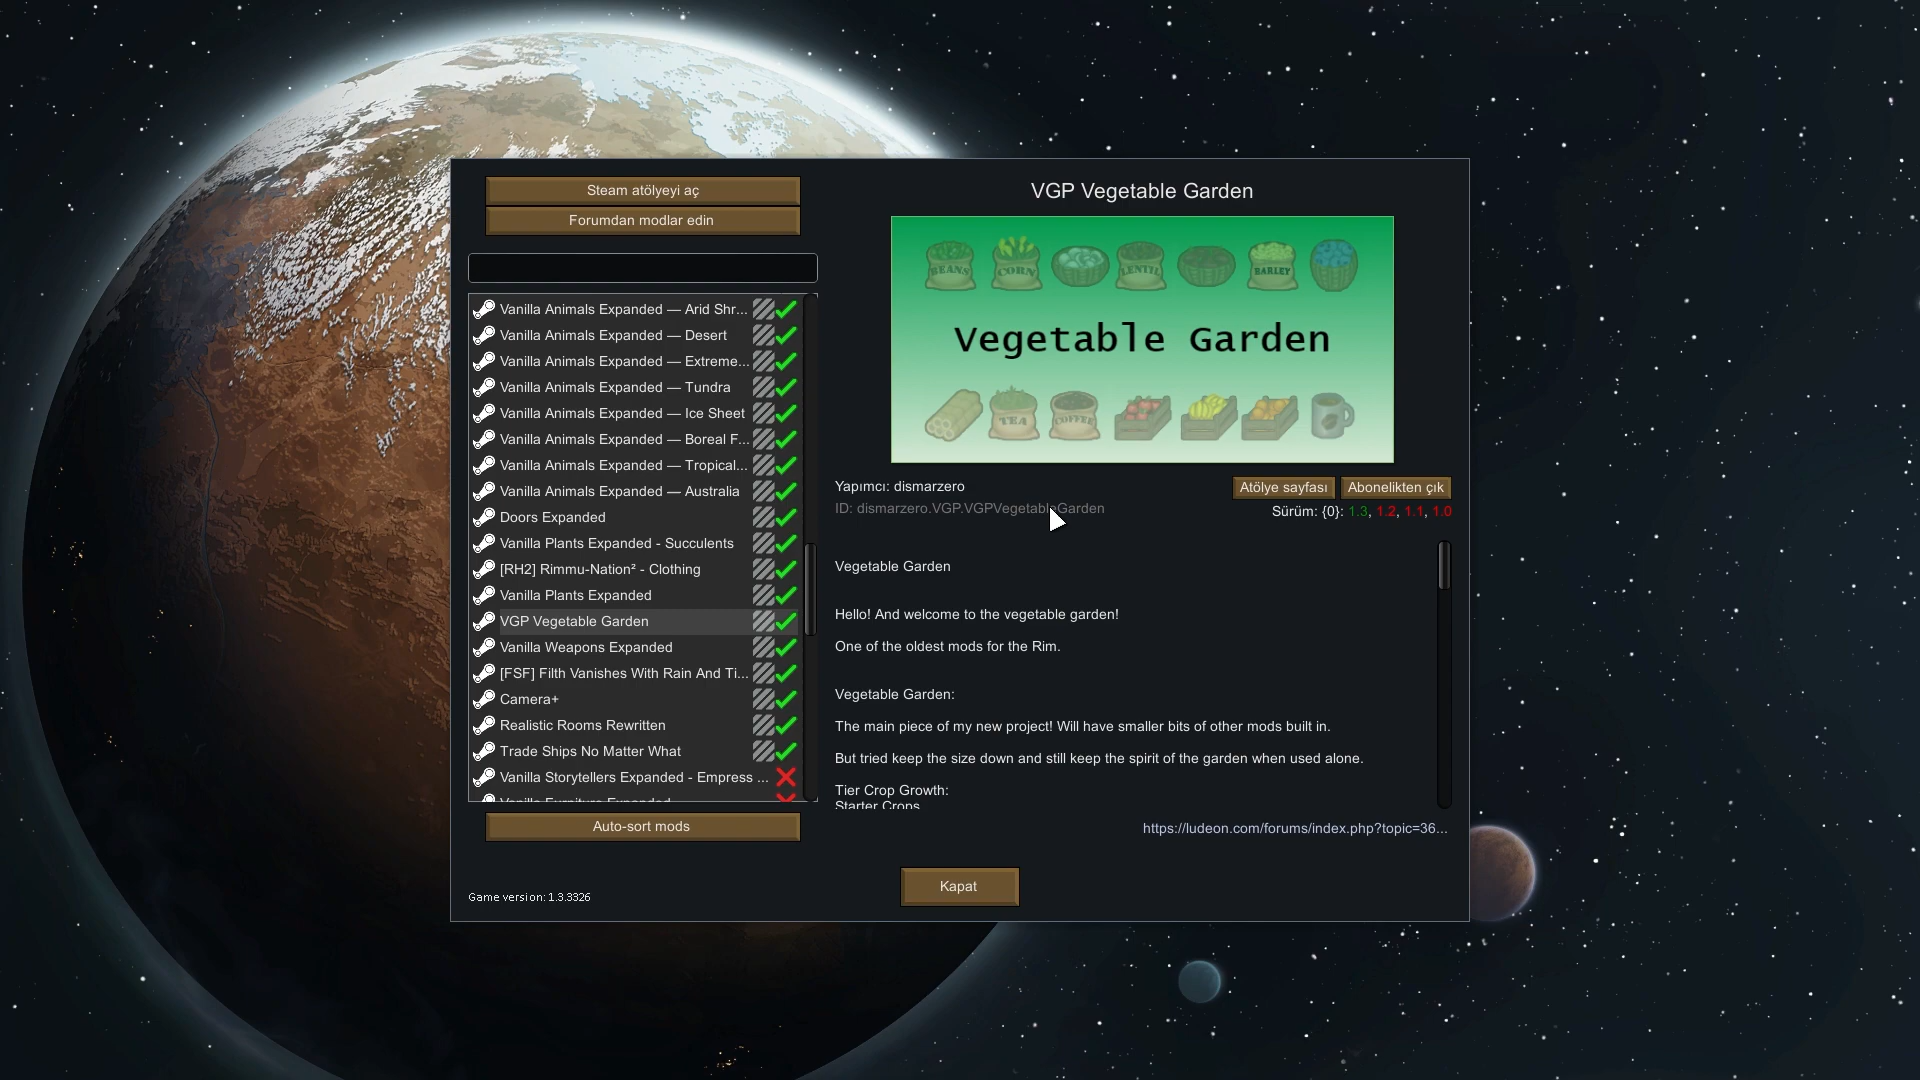 Steam atölyeyi aç
Forumdan modlar edin
Vanilla Animals Expanded — Arid Shr...
Vanilla Animals Expanded — Desert
Vanilla Animals Expanded — Extreme...
Vanilla Animals Expanded — Tundra
Vanilla Animals Expanded — Ice Sheet
Vanilla Animals Expanded — Boreal F...
Vanilla Animals Expanded — Tropical...
Vanilla Animals Expanded — Australia
Doors Expanded
Vanilla Plants Expanded - Succulents
[RH2] Rimmu-Nation² - Clothing
Vanilla Plants Expanded
VGP Vegetable Garden
Vanilla Weapons Expanded
[FSF] Filth Vanishes With Rain And Ti...
Camera+
Realistic Rooms Rewritten
Trade Ships No Matter What
Vanilla Storytellers Expanded - Empress ...
Vanilla Furniture Expanded
Auto-sort mods
Game version: 1.3.3326
VGP Vegetable Garden
BEANS CORN LENTIL BARLEY
Vegetable Garden
TEA COFFEE
Yapımcı: dismarzero
Atölye sayfası Abonelikten çık
ID: dismarzero.VGP.VGPVegetableGarden
Sürüm: {0}: 1.3, 1.2, 1.1, 1.0
Vegetable Garden
Hello! And welcome to the vegetable garden!
One of the oldest mods for the Rim.
Vegetable Garden:
The main piece of my new project! Will have smaller bits of other mods built in.
But tried keep the size down and still keep the spirit of the garden when used alone.
Tier Crop Growth:
Starter Crops
https://ludeon.com/forums/index.php?topic=36...
Kapat